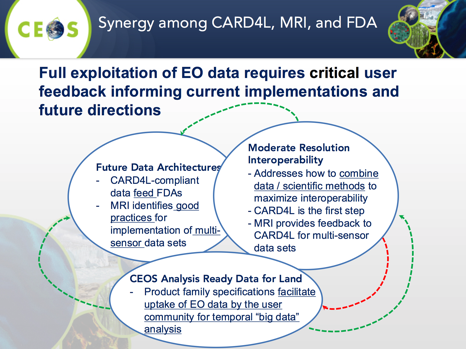 CEOS
Synergy among CARD4L, MRI, and FDA
Full exploitation of EO data requires critical user
feedback informing current implementations and
future directions
Future Data Architectures
- CARD4L-compliant
data feed FDAs
- MRI identifies good
practices for
implementation of multi-
sensor data sets
Moderate Resolution
Interoperability
- Addresses how to combine
data / scientific methods to
maximize interoperability
- CARD4L is the first step
- MRI provides feedback to
CARD4L for multi-sensor
data sets
CEOS Analysis Ready Data for Land
- Product family specifications facilitate
uptake of EO data by the user
community for temporal “big data”
analysis